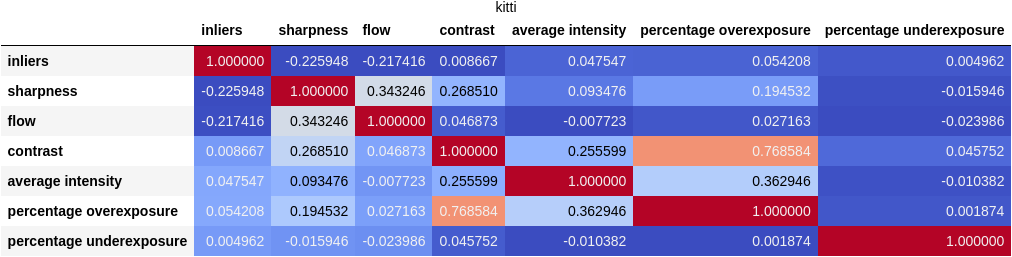 kitti
inliers sharpness flow contrast average intensity percentage overexposure percentage underexposure
inliers 1.000000 -0.225948 -0.217416 0.008667 0.047547 0.054208 0.004962
sharpness -0.225948 1.000000 0.343246 0.268510 0.093476 0.194532 -0.015946
flow -0.217416 0.343246 1.000000 0.046873 -0.007723 0.027163 -0.023986
contrast 0.008667 0.268510 0.046873 1.000000 0.255599 0.768584 0.045752
average intensity 0.047547 0.093476 -0.007723 0.255599 1.000000 0.362946 -0.010382
percentage overexposure 0.054208 0.194532 0.027163 0.768584 0.362946 1.000000 0.001874
percentage underexposure 0.004962 -0.015946 -0.023986 0.045752 -0.010382 0.001874 1.000000